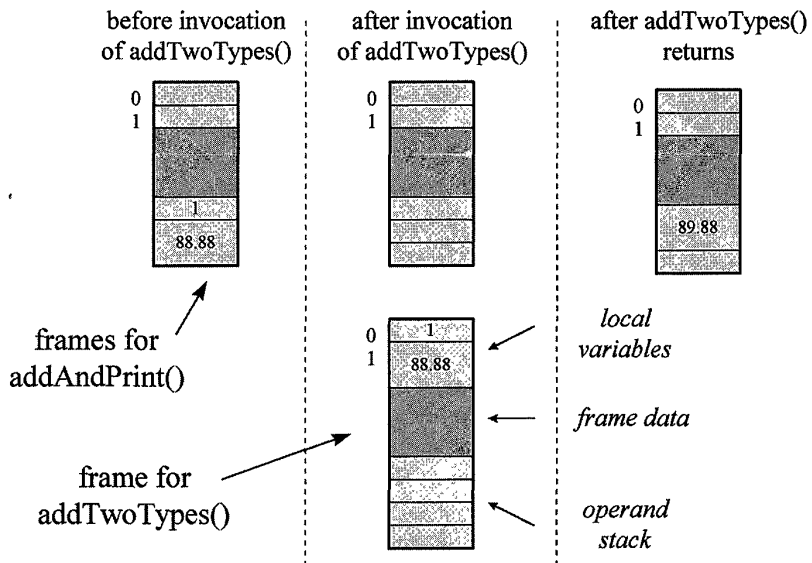 before invocation
of addTwoTypes()
after invocation
of addTwoTypes()
after addTwoTypes()
returns
0
1
1
88.88
0
1
0
1
89.88
frames for
addAndPrint()
0
1
1
88.88
local
variables
frame data
frame for
addTwoTypes()
operand
stack